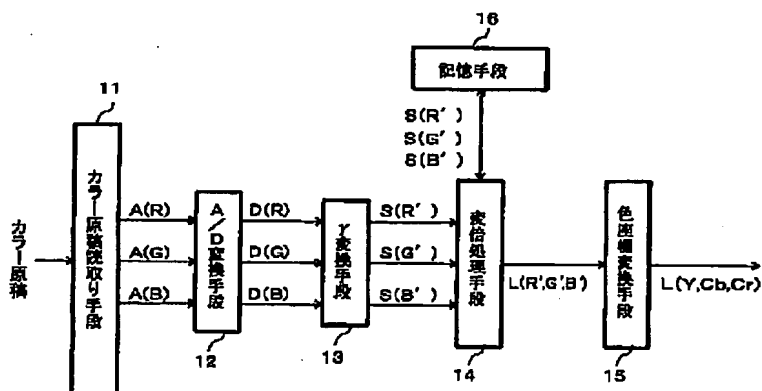 16
記憶手段
11
S(R′)
S(G′)
S(B′)
カラー原稿
カラー原稿読取り手段
A(R)
A(G)
A(B)
A/D変換手段
12
D(R)
D(G)
D(B)
γ変換手段
13
S(R′)
S(G′)
S(B′)
変倍処理手段
14
L(R′,G′,B′)
色座標変換手段
15
L(Y,Cb,Cr)